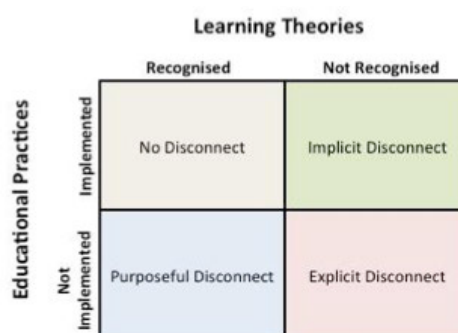 Learning Theories
Recognised
Not Recognised
Educational Practices
Implemented
No Disconnect
Implicit Disconnect
Not
Implemented
Purposeful Disconnect
Explicit Disconnect